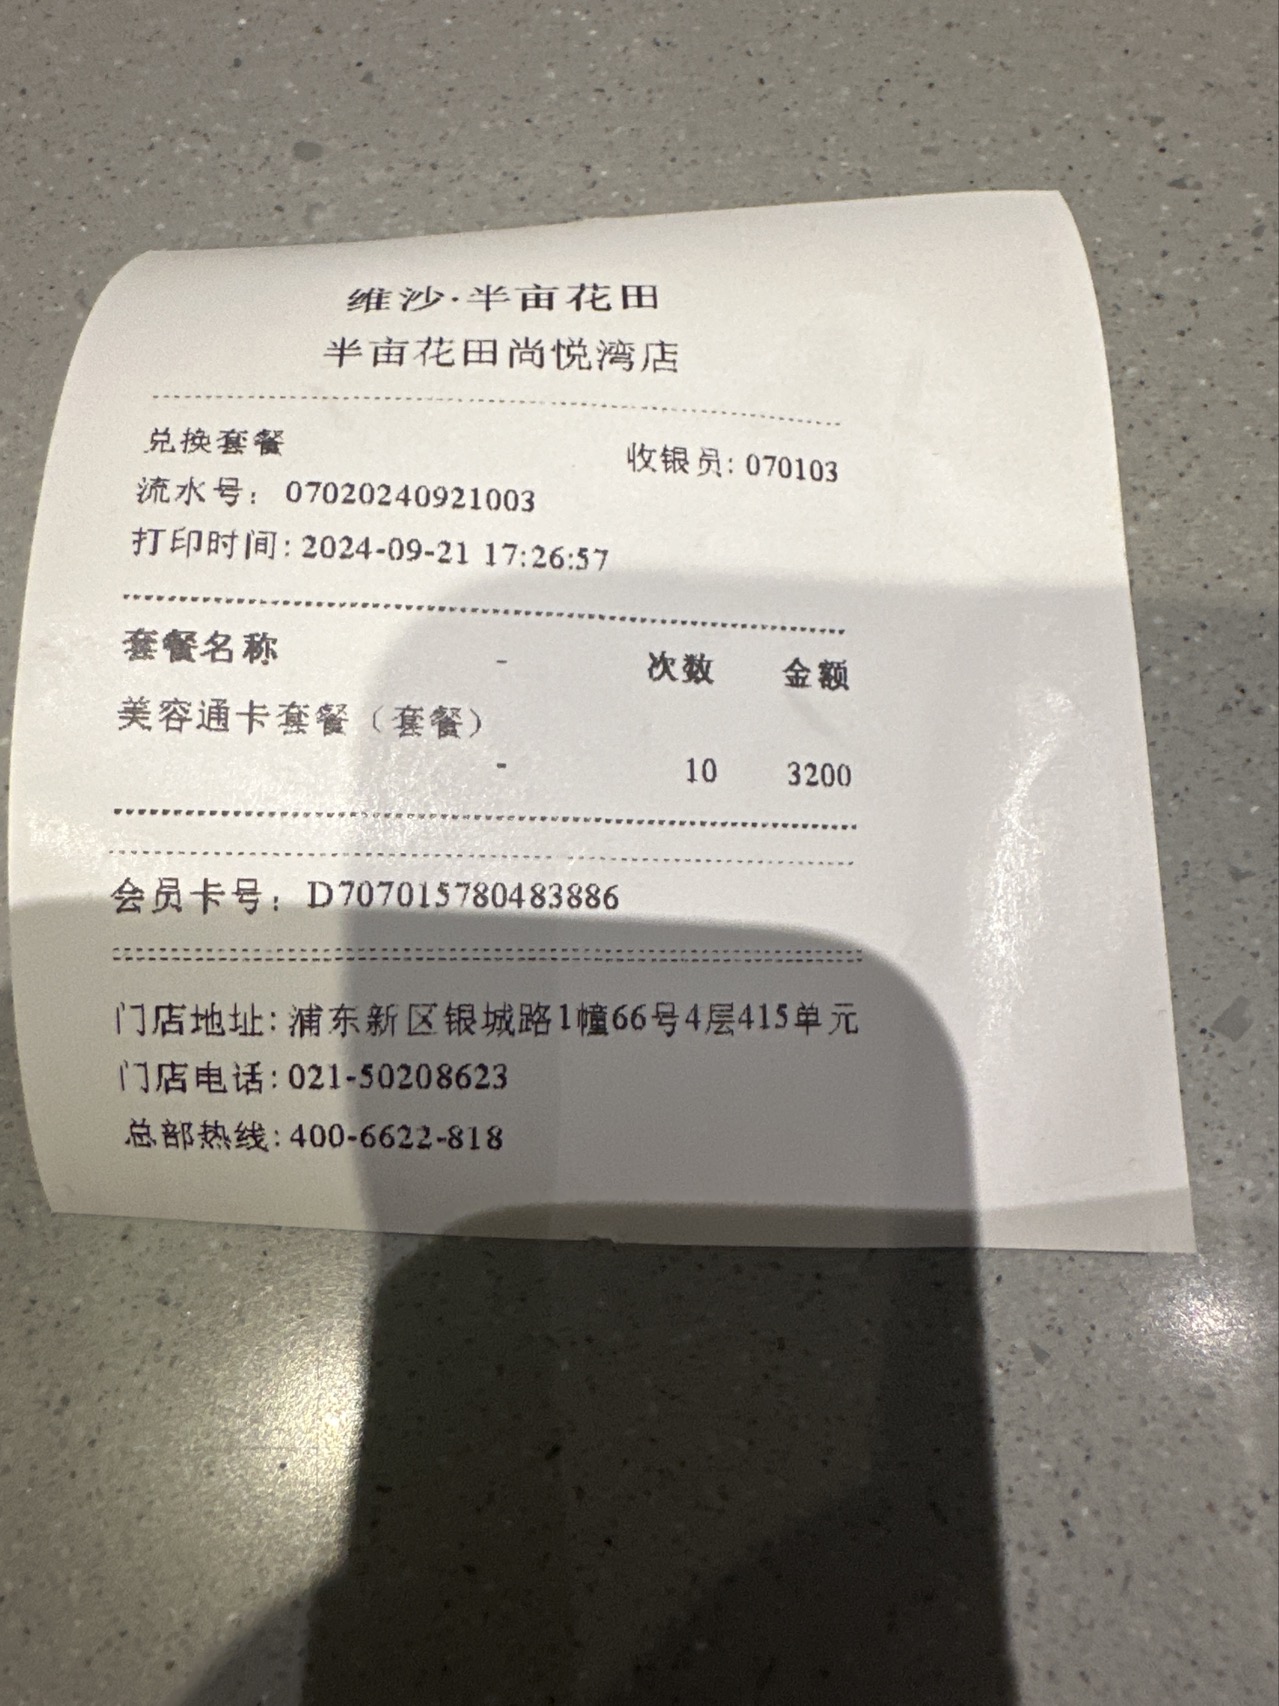 维沙·半亩花田
半亩花田尚悦湾店
兑换套餐 收银员: 070103
流水号: 07020240921003
打印时间: 2024-09-21 17:26:57
套餐名称 - 次数 金额
美容通卡套餐（套餐）
- 10 3200
会员卡号: D707015780483886
门店地址: 浦东新区银城路1幢66号4层415单元
门店电话: 021-50208623
总部热线: 400-6622-818